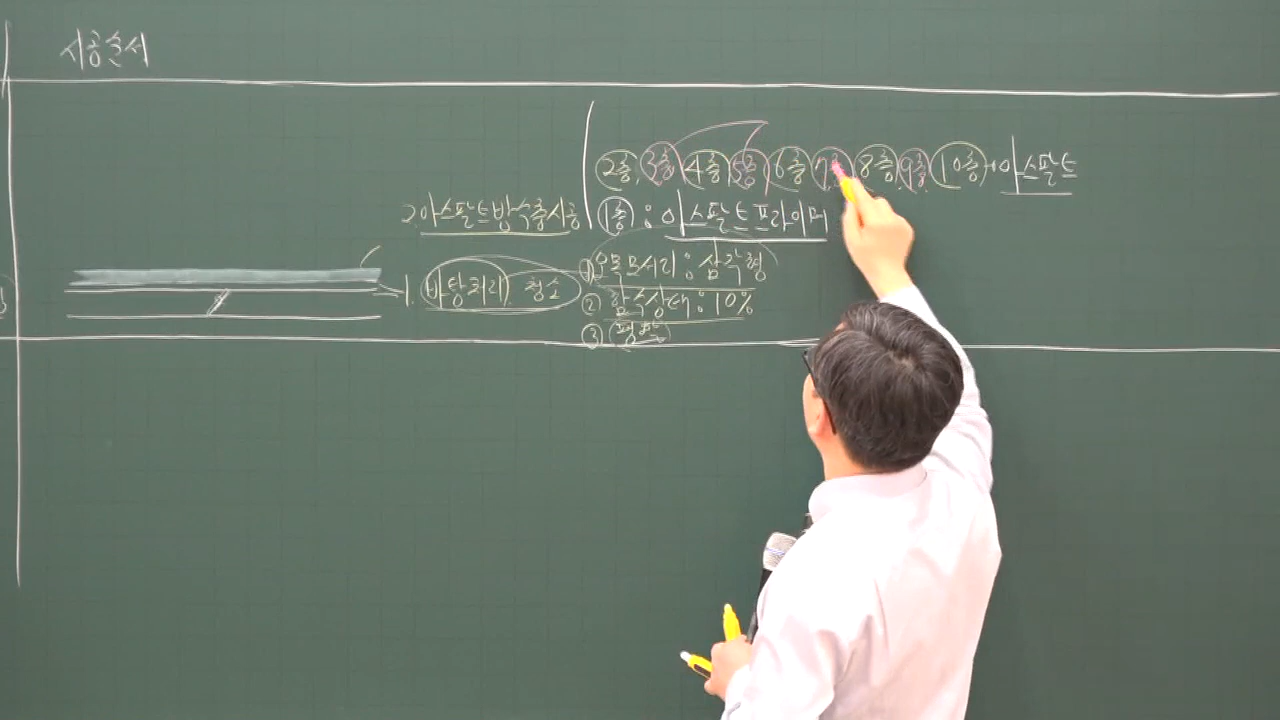 시공순서
2층, 3층, 4층, 5층, 6층, 7층, 8층, 9층, 10층 → 아스팔트
2. 아스팔트방수층시공 1층 : 아스팔트프라이머
① 오목모서리 : 삼각형
1. 바탕처리, 청소 ② 함수상태 : 10%
③